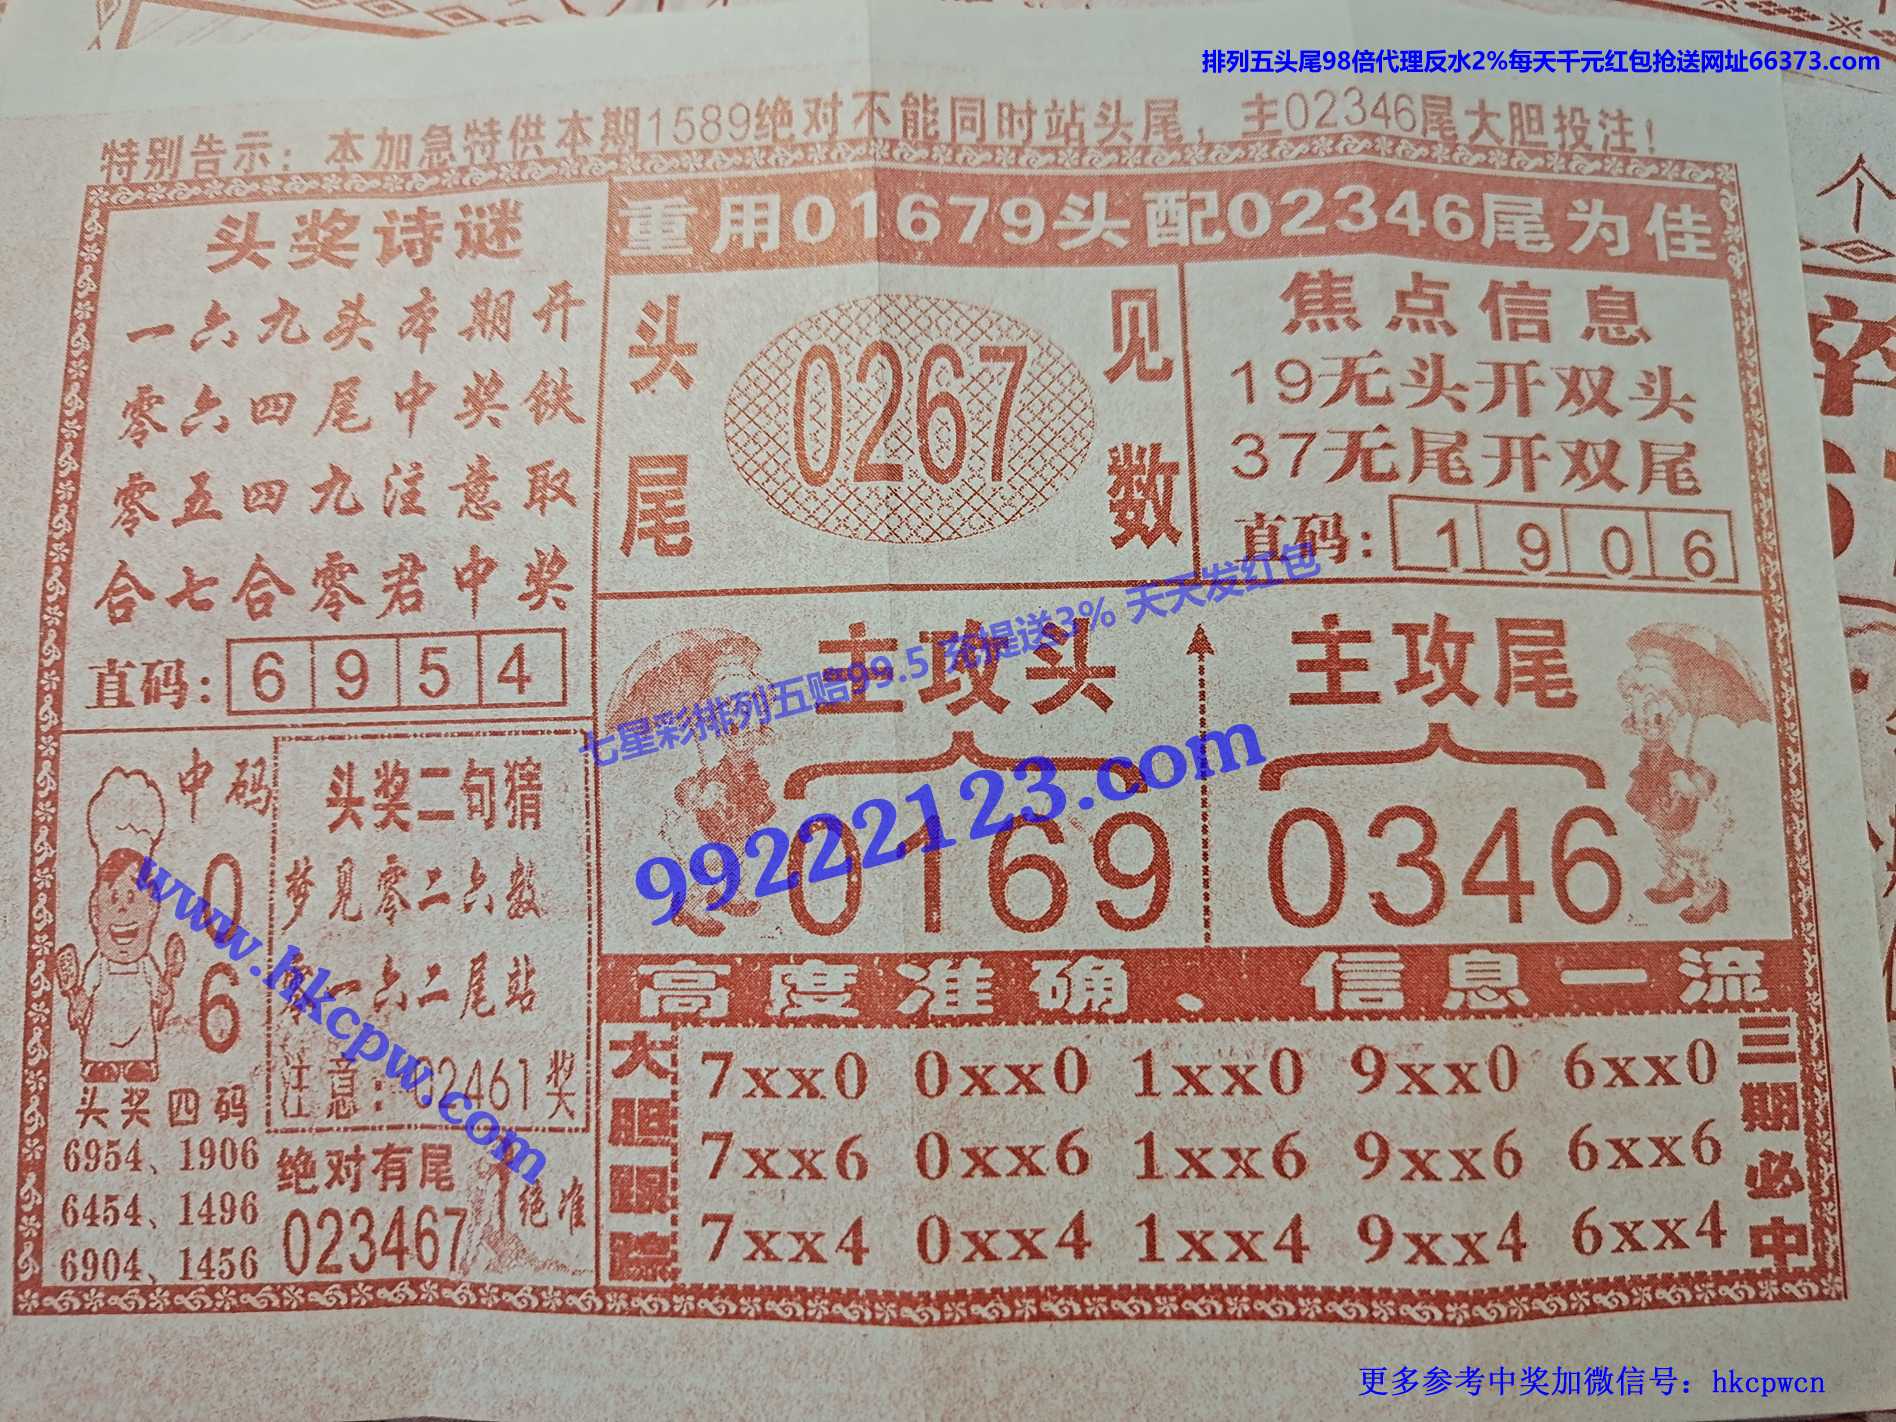 排列五头尾98倍代理反水2%每天千元红包抢送网址66373.com
特别告示：本加急特供本期1589绝对不能同时站头尾，主02346尾大胆投注！
头奖诗谜
一六九头本期开
零六四尾中奖铁
零五四九注意取
合七合零君中奖
直码：6954
重用01679头配02346尾为佳
头尾
0267
见数
焦点信息
19无头开双头
37无尾开双尾
直码：1906
七星彩排列五赔99.5 充提送3% 天天发红包
99222123.com
主攻头
0169
主攻尾
0346
中码
0
6
头奖二句猜
梦见零二六数
一六二尾站
注意：02461奖
www.hkcpw.com
头奖四码
6954、1906
6454、1496
6904、1456
绝对有尾
023467
绝准
高度准确、信息一流
大胆跟踪
7xx0 0xx0 1xx0 9xx0 6xx0
7xx6 0xx6 1xx6 9xx6 6xx6
7xx4 0xx4 1xx4 9xx4 6xx4
三期必中
更多参考中奖加微信号：hkcpwcn